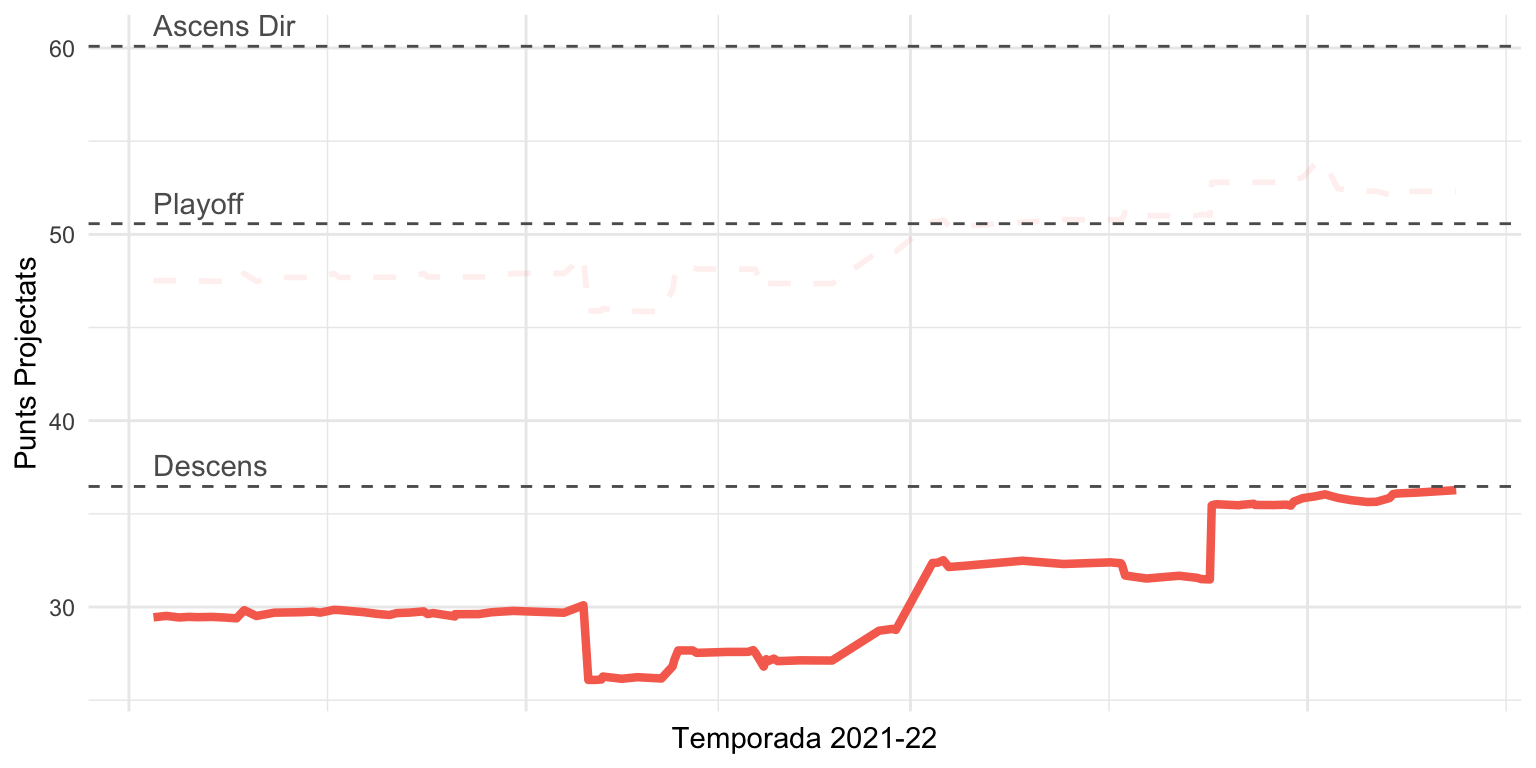 Ascens Dir
60
Playoff
50
40
Descens
30
Punts Projectats
Temporada 2021-22